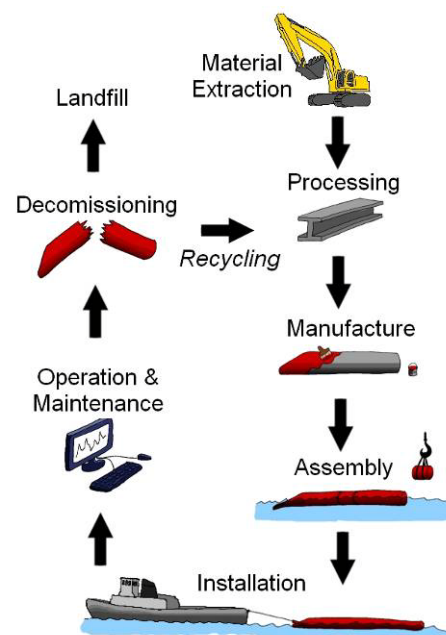 Material
Extraction
Landfill
Processing
Decomissioning
Recycling
Manufacture
Operation &
Maintenance
Assembly
Installation